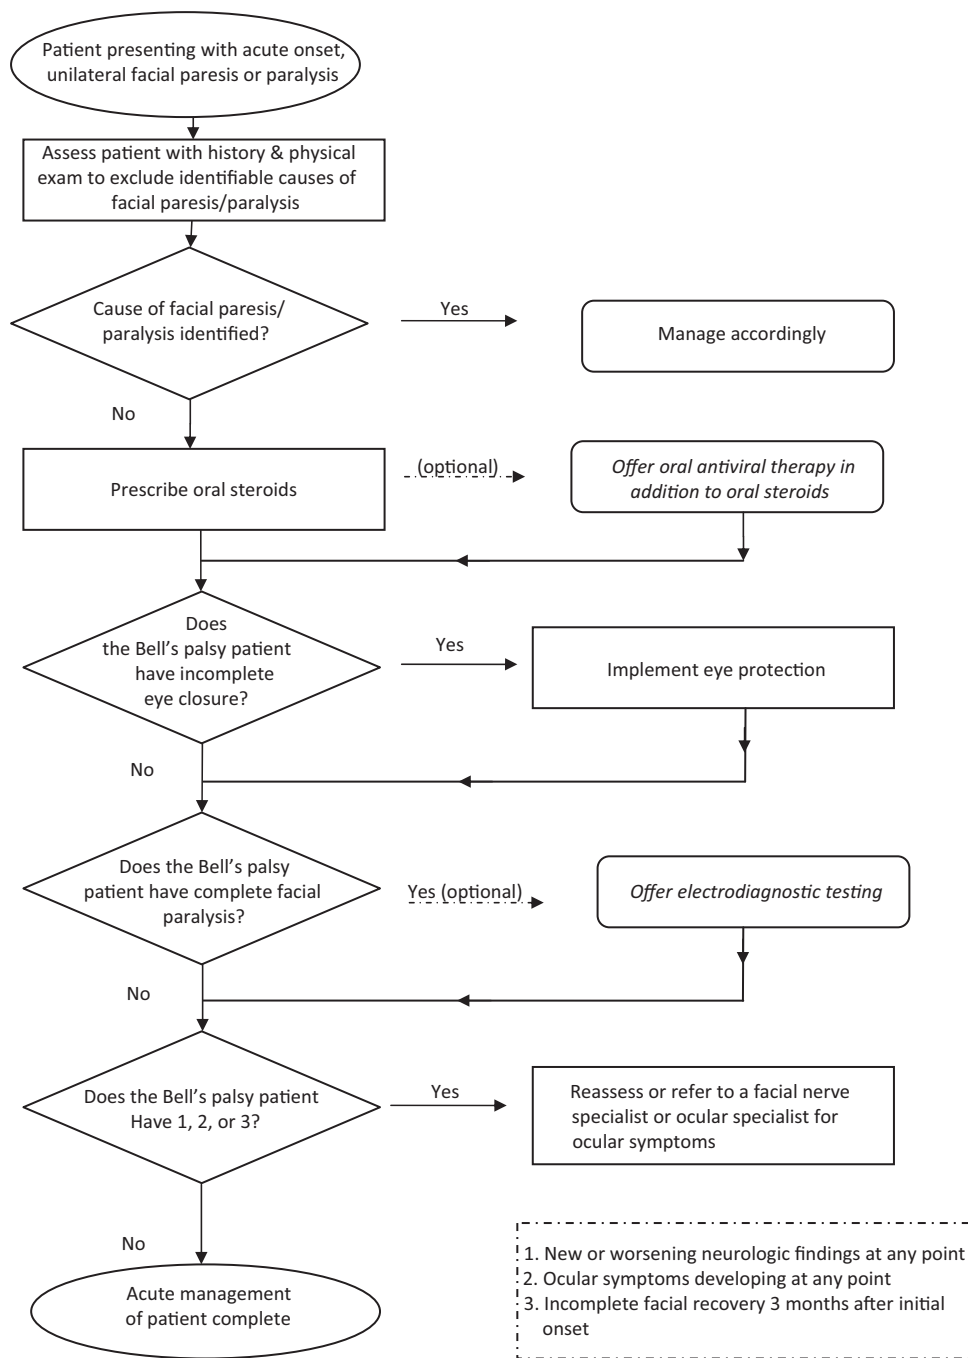 Patient presenting with acute onset,
unilateral facial paresis or paralysis
Assess patient with history & physical
exam to exclude identifiable causes of
facial paresis/paralysis
Cause of facial paresis/
paralysis identified?
Yes
Manage accordingly
No
Prescribe oral steroids
(optional)
Offer oral antiviral therapy in
addition to oral steroids
Does
the Bell's palsy patient
have incomplete
eye closure?
Yes
Implement eye protection
No
Does the Bell's palsy
patient have complete facial
paralysis?
Yes (optional)
Offer electrodiagnostic testing
No
Does the Bell's palsy patient
Have 1, 2, or 3?
Yes
Reassess or refer to a facial nerve
specialist or ocular specialist for
ocular symptoms
No
Acute management
of patient complete
1. New or worsening neurologic findings at any point
2. Ocular symptoms developing at any point
3. Incomplete facial recovery 3 months after initial
onset